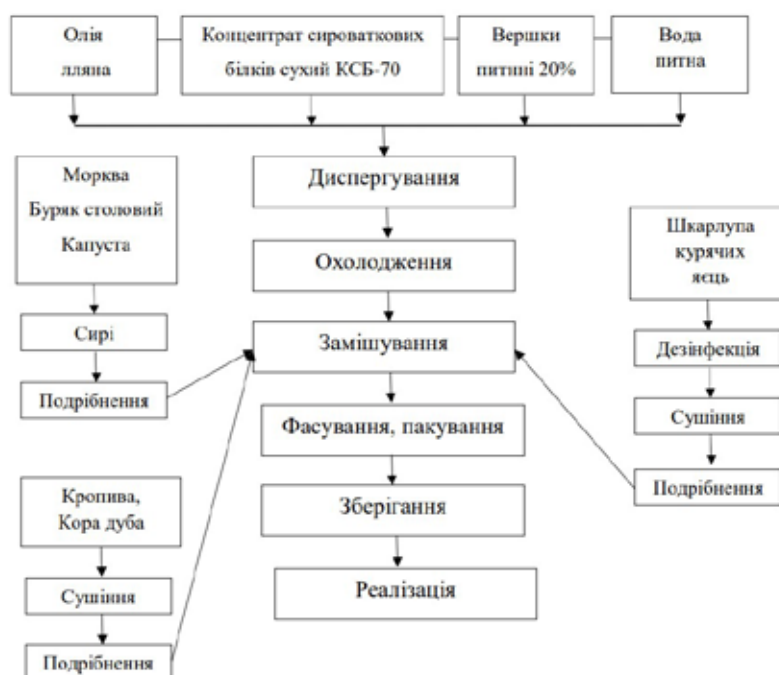 Олія
лляна
Концентрат сироваткових
білків сухий КСБ-70
Вершки
питині 20%
Вода
питна
Морква
Буряк столовий
Капуста
Сирі
Подрібнення
Кропива,
Кора дуба
Сушіння
Подрібнення
Диспергування
Охолодження
Замішування
Фасування, пакування
Зберігання
Реалізація
Шкарлупа
курячих
яєць
Дезінфекція
Сушіння
Подрібнення